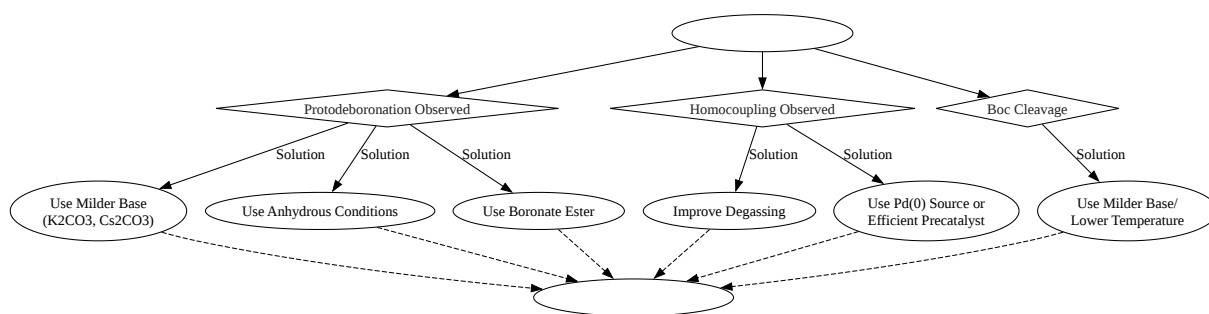 Protodeboronation Observed
Homocoupling Observed
Boc Cleavage
Solution
Solution
Solution
Solution
Solution
Solution
Use Milder Base
(K2CO3, Cs2CO3)
Use Anhydrous Conditions
Use Boronate Ester
Improve Degassing
Use Pd(0) Source or
Efficient Precatalyst
Use Milder Base/
Lower Temperature